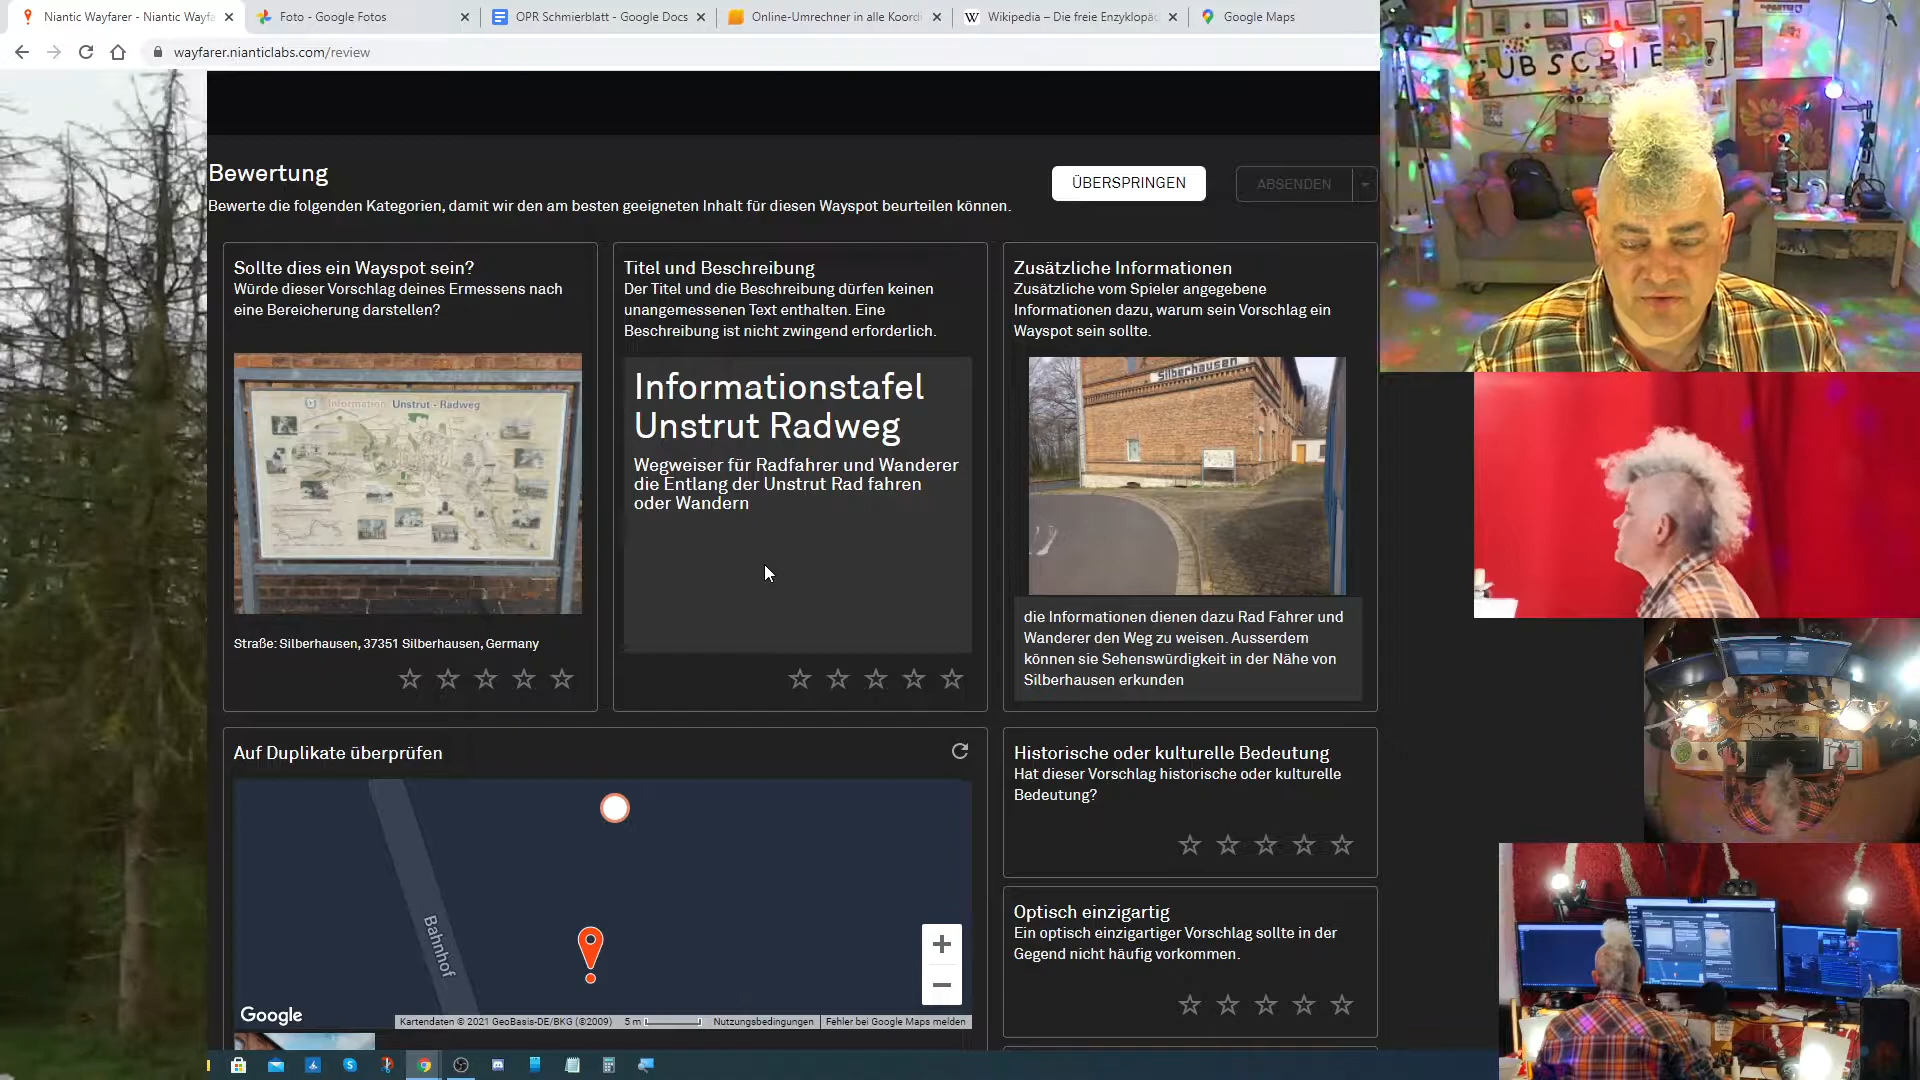 Niantic Wayfarer - Niantic Wayfa
Foto - Google Fotos
OPR Schmierblatt - Google Docs
Online-Umrechner in alle Koordi
Wikipedia – Die freie Enzyklopäd
Google Maps
wayfarer.nianticlabs.com/review
SUBSCRIBE
Bewertung
Bewerte die folgenden Kategorien, damit wir den am besten geeigneten Inhalt für diesen Wayspot beurteilen können.
ÜBERSPRINGEN
ABSENDEN
Sollte dies ein Wayspot sein?
Würde dieser Vorschlag deines Ermessens nach
eine Bereicherung darstellen?
Information Unstrut - Radweg
Straße: Silberhausen, 37351 Silberhausen, Germany
Titel und Beschreibung
Der Titel und die Beschreibung dürfen keinen
unangemessenen Text enthalten. Eine
Beschreibung ist nicht zwingend erforderlich.
Informationstafel
Unstrut Radweg
Wegweiser für Radfahrer und Wanderer
die Entlang der Unstrut Rad fahren
oder Wandern
Zusätzliche Informationen
Zusätzliche vom Spieler angegebene
Informationen dazu, warum sein Vorschlag ein
Wayspot sein sollte.
Silberhausen
die Informationen dienen dazu Rad Fahrer und
Wanderer den Weg zu weisen. Ausserdem
können sie Sehenswürdigkeit in der Nähe von
Silberhausen erkunden
Auf Duplikate überprüfen
Bahnhof
Google
Kartendaten © 2021 GeoBasis-DE/BKG (©2009)
5 m
Nutzungsbedingungen
Fehler bei Google Maps melden
Historische oder kulturelle Bedeutung
Hat dieser Vorschlag historische oder kulturelle
Bedeutung?
Optisch einzigartig
Ein optisch einzigartiger Vorschlag sollte in der
Gegend nicht häufig vorkommen.